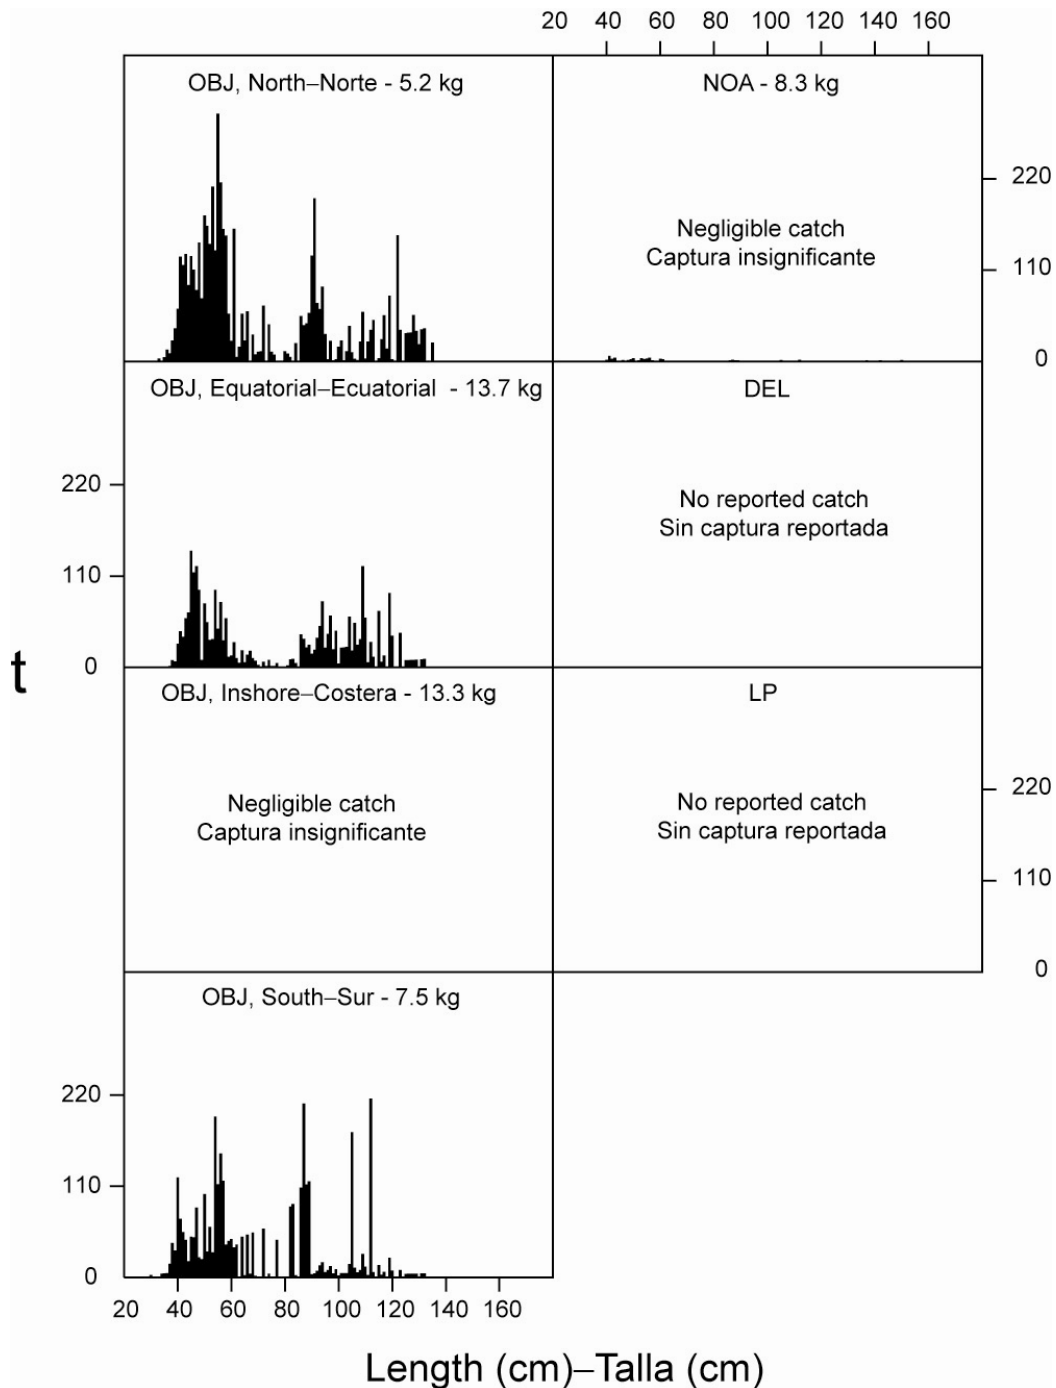 20 40 60 80 100 120 140 160
OBJ, North–Norte - 5.2 kg
NOA - 8.3 kg
220
Negligible catch
Captura insignificante
110
0
OBJ, Equatorial–Ecuatorial - 13.7 kg
DEL
220
No reported catch
Sin captura reportada
110
0
t
OBJ, Inshore–Costera - 13.3 kg
LP
220
Negligible catch
Captura insignificante
No reported catch
Sin captura reportada
110
0
OBJ, South–Sur - 7.5 kg
220
110
0
20 40 60 80 100 120 140 160
Length (cm)–Talla (cm)